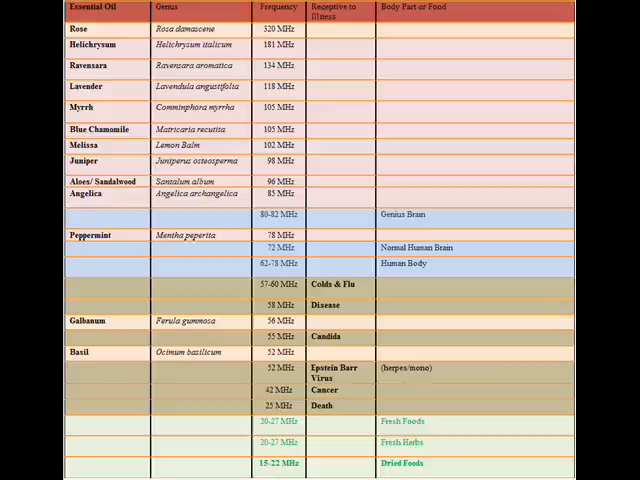 Essential Oil Genus Frequency Receptive to Illness Body Part or Food
Rose Rosa damascene 320 MHz
Helichrysum Helichrysum italicum 181 MHz
Ravensara Ravensara aromatica 134 MHz
Lavender Lavendula angustifolia 118 MHz
Myrrh Comminphora myrrha 105 MHz
Blue Chamomile Matricaria recutita 105 MHz
Melissa Lemon Balm 102 MHz
Juniper Juniperus osteosperma 98 MHz
Aloes/ Sandalwood Santalum album 96 MHz
Angelica Angelica archangelica 85 MHz
80-82 MHz Genius Brain
Peppermint Mentha peperita 78 MHz
72 MHz Normal Human Brain
62-78 MHz Human Body
57-60 MHz Colds & Flu
58 MHz Disease
Galbanum Ferula gummosa 56 MHz
55 MHz Candida
Basil Ocimum basilicum 52 MHz
52 MHz Epstein Barr Virus (herpes/mono)
42 MHz Cancer
25 MHz Death
20-27 MHz Fresh Foods
20-27 MHz Fresh Herbs
15-22 MHz Dried Foods